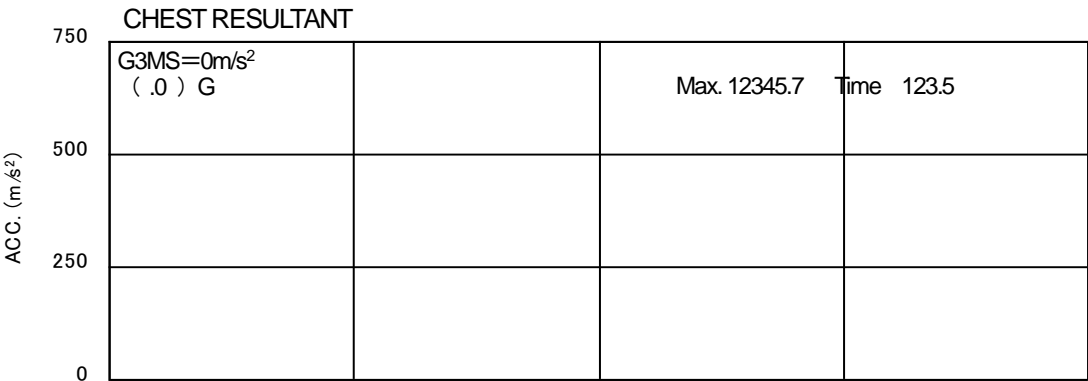 CHEST RESULTANT
750
G3MS=0m/s²
( .0 ) G
Max. 12345.7 Time 123.5
500
ACC. (m/s²)
250
0